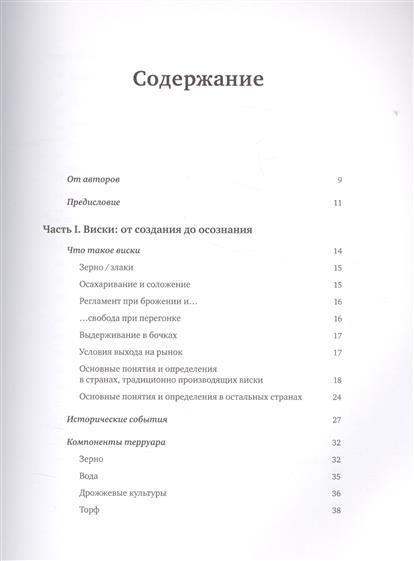 Содержание
От авторов 9
Предисловие 11
Часть I. Виски: от создания до осознания
Что такое виски 14
Зерно / злаки 15
Осахаривание и соложение 15
Регламент при брожении и... 16
...свобода при перегонке 16
Выдерживание в бочках 17
Условия выхода на рынок 17
Основные понятия и определения
в странах, традиционно производящих виски 18
Основные понятия и определения в остальных странах 24
Исторические события 27
Компоненты терруара 32
Зерно 32
Вода 35
Дрожжевые культуры 36
Торф 38